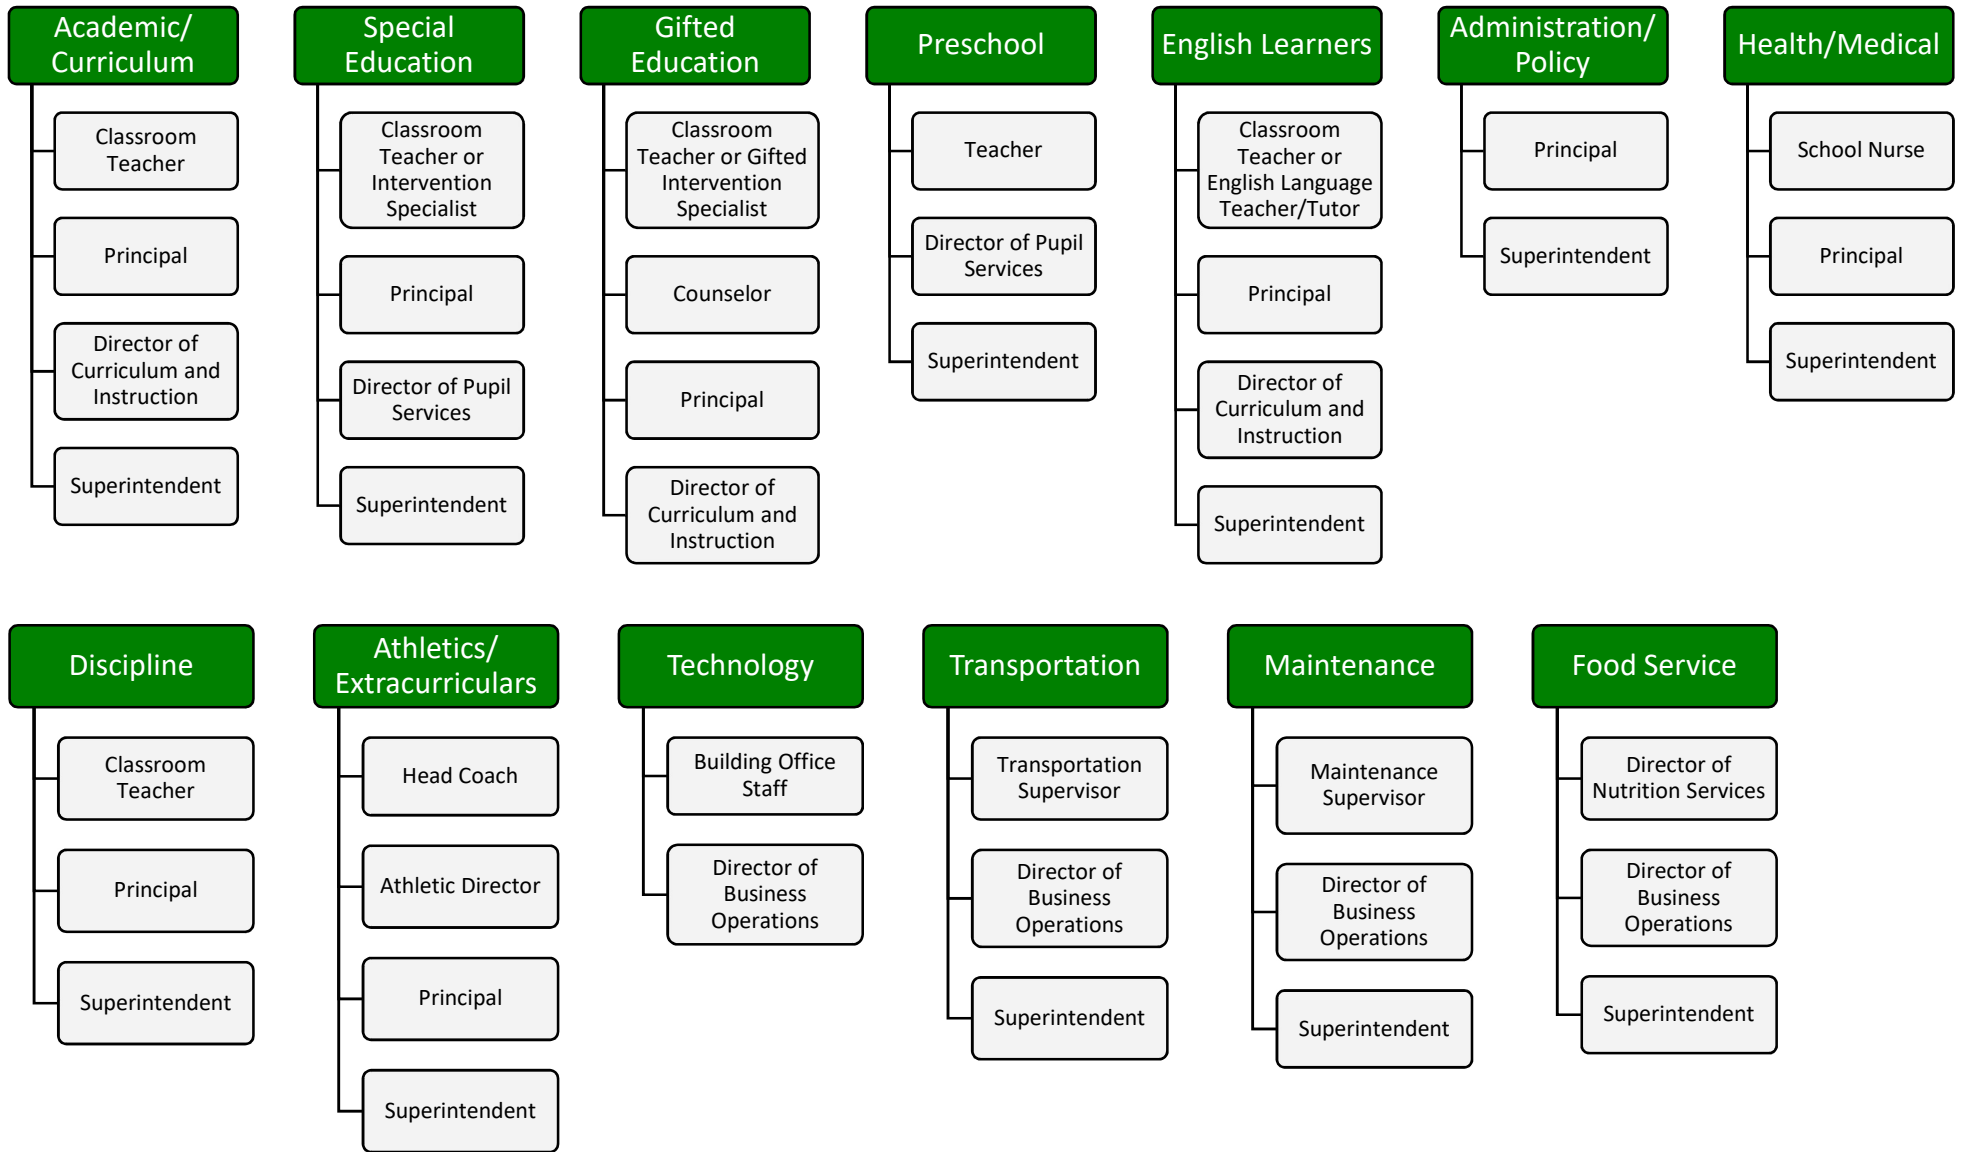 Academic/
Curriculum
Classroom
Teacher
Principal
Director of
Curriculum and
Instruction
Superintendent
Special
Education
Classroom
Teacher or
Intervention
Specialist
Principal
Director of Pupil
Services
Superintendent
Gifted
Education
Classroom
Teacher or Gifted
Intervention
Specialist
Counselor
Principal
Director of
Curriculum and
Instruction
Preschool
Teacher
Director of Pupil
Services
Superintendent
English Learners
Classroom
Teacher or
English Language
Teacher/Tutor
Principal
Director of
Curriculum and
Instruction
Superintendent
Administration/
Policy
Principal
Superintendent
Health/Medical
School Nurse
Principal
Superintendent
Discipline
Classroom
Teacher
Principal
Superintendent
Athletics/
Extracurriculars
Head Coach
Athletic Director
Principal
Superintendent
Technology
Building Office
Staff
Director of
Business
Operations
Transportation
Transportation
Supervisor
Director of
Business
Operations
Superintendent
Maintenance
Maintenance
Supervisor
Director of
Business
Operations
Superintendent
Food Service
Director of
Nutrition Services
Director of
Business
Operations
Superintendent